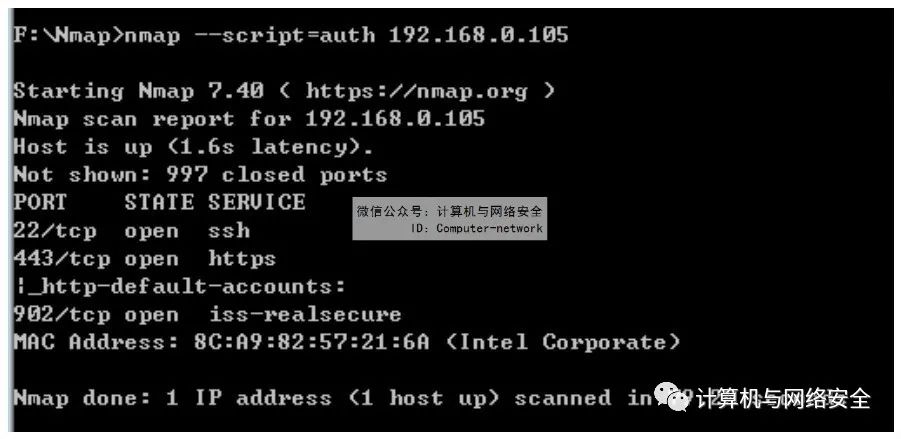 F:\Nmap>nmap --script=auth 192.168.0.105
Starting Nmap 7.40 ( https://nmap.org )
Nmap scan report for 192.168.0.105
Host is up (1.6s latency).
Not shown: 997 closed ports
PORT STATE SERVICE
微信公众号: 计算机与网络安全
ID: Computer-network
22/tcp open ssh
443/tcp open https
|_http-default-accounts:
902/tcp open iss-realsecure
MAC Address: 8C:A9:82:57:21:6A (Intel Corporate)
Nmap done: 1 IP address (1 host up) scanned in
计算机与网络安全